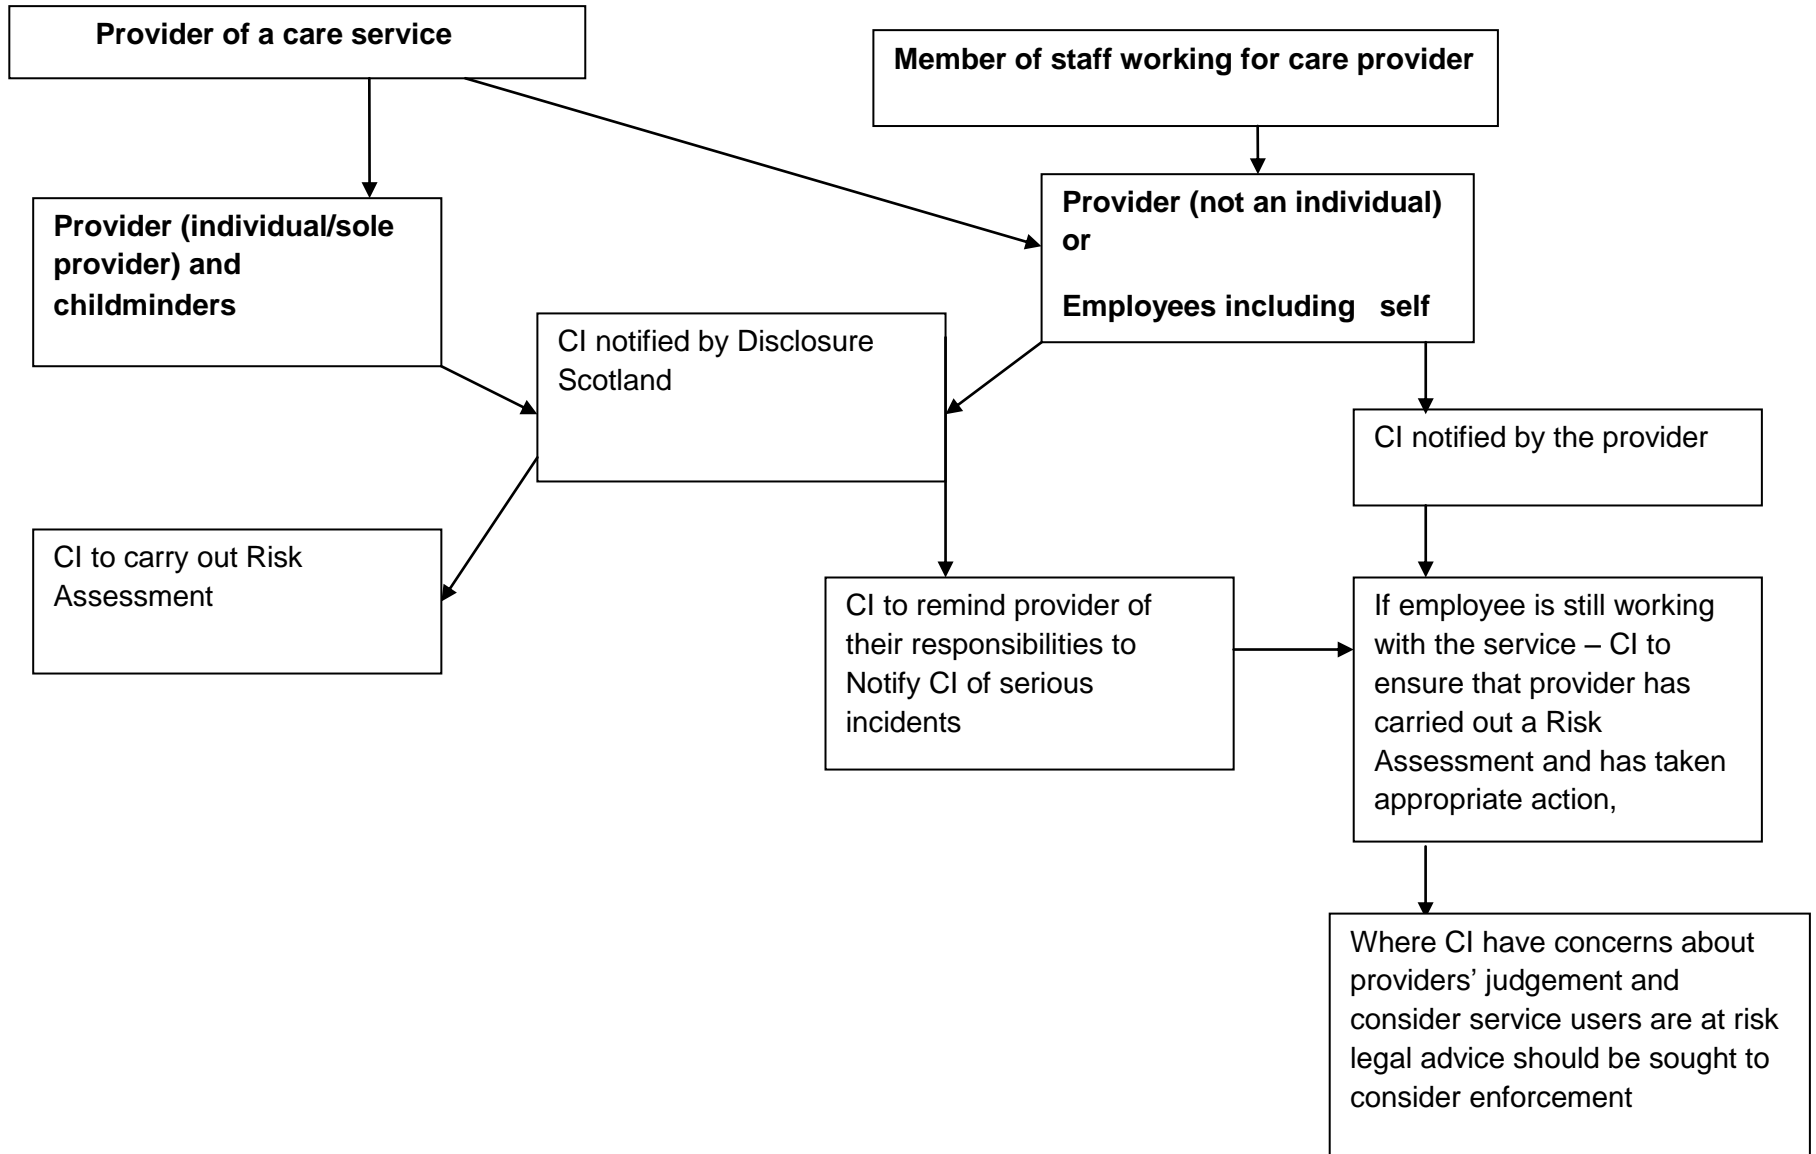 Provider of a care service
Member of staff working for care provider
Provider (individual/sole
provider) and
childminders
Provider (not an individual)
or
Employees including self
CI notified by Disclosure
Scotland
CI notified by the provider
CI to carry out Risk
Assessment
CI to remind provider of
their responsibilities to
Notify CI of serious
incidents
If employee is still working
with the service – CI to
ensure that provider has
carried out a Risk
Assessment and has taken
appropriate action,
Where CI have concerns about
providers’ judgement and
consider service users are at risk
legal advice should be sought to
consider enforcement